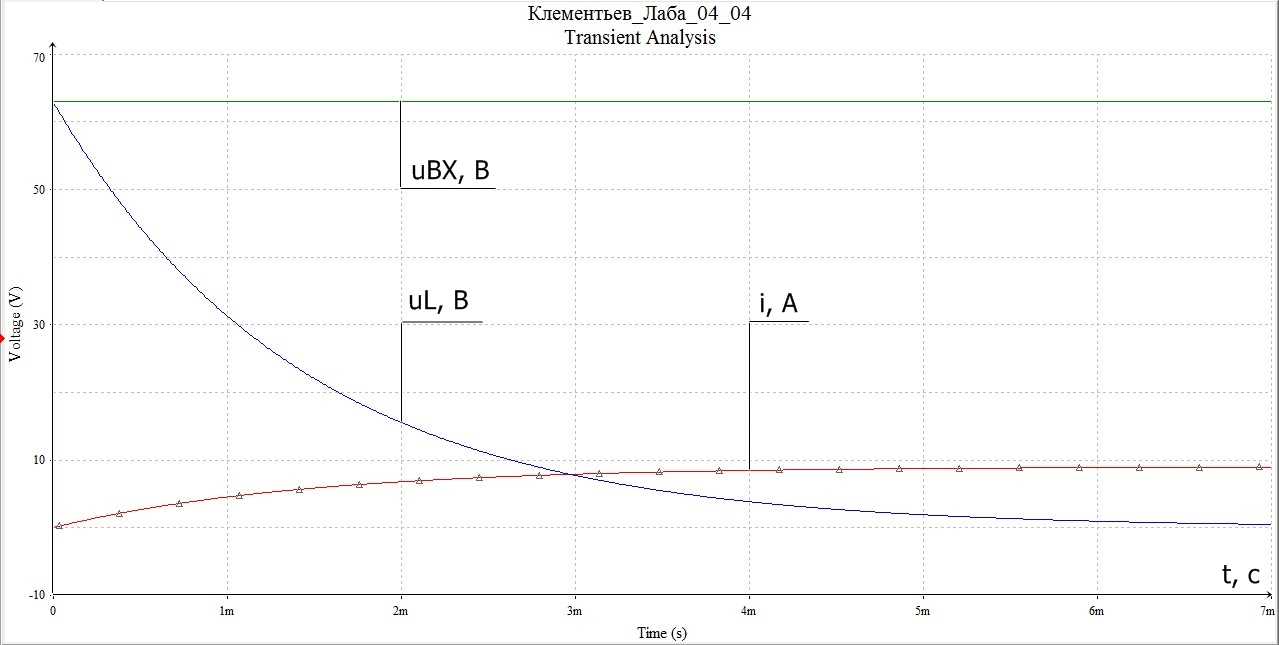 Клементьев_Лаба_04_04
Transient Analysis
70
50
30
10
-10
Voltage (V)
uBX, B
uL, B
i, A
t, c
0
1m
2m
3m
4m
5m
6m
7m
Time (s)